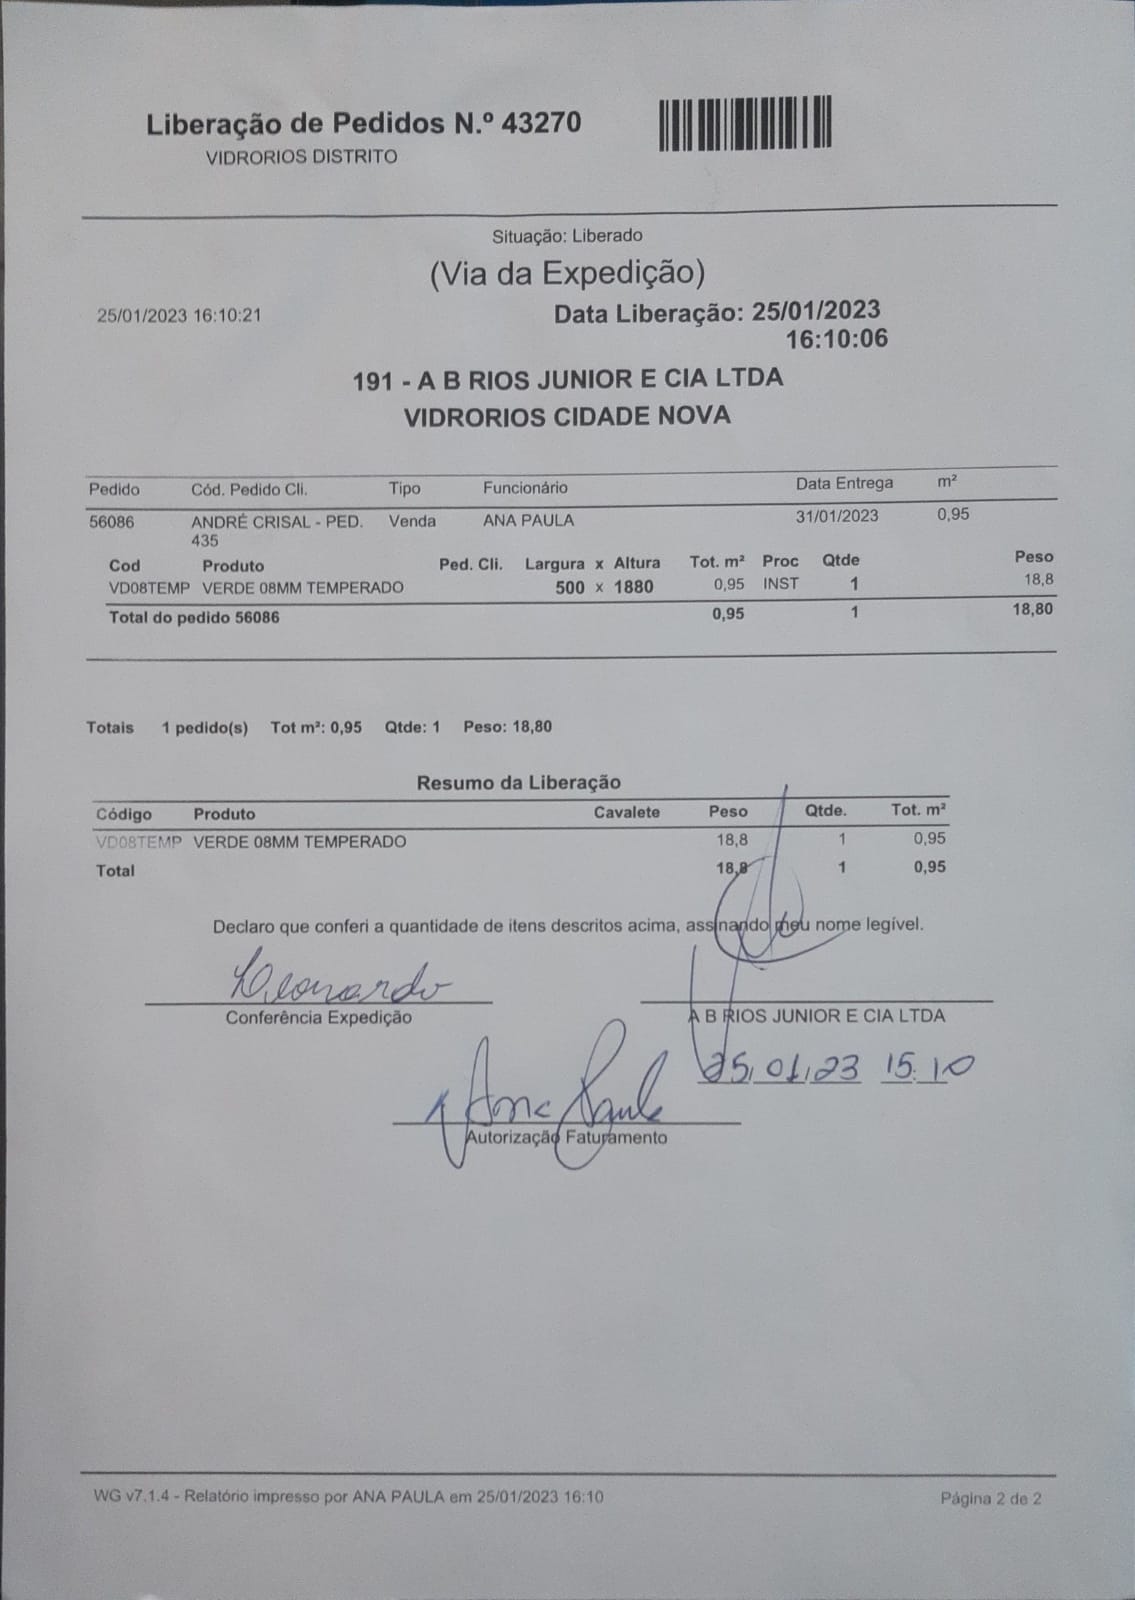 Liberação de Pedidos N.º 43270
VIDRORIOS DISTRITO
Situação: Liberado
(Via da Expedição)
25/01/2023 16:10:21
Data Liberação: 25/01/2023
16:10:06
191 - A B RIOS JUNIOR E CIA LTDA
VIDRORIOS CIDADE NOVA
Pedido Cód. Pedido Cli. Tipo Funcionário Data Entrega m²
56086 ANDRÉ CRISAL - PED. Venda ANA PAULA 31/01/2023 0,95
435
Cod Produto Ped. Cli. Largura x Altura Tot. m² Proc Qtde Peso
VD08TEMP VERDE 08MM TEMPERADO 500 x 1880 0,95 INST 1 18,8
Total do pedido 56086 0,95 1 18,80
Totais 1 pedido(s) Tot m²: 0,95 Qtde: 1 Peso: 18,80
Resumo da Liberação
Código Produto Cavalete Peso Qtde. Tot. m²
VD08TEMP VERDE 08MM TEMPERADO 18,8 1 0,95
Total 18,8 1 0,95
Declaro que conferi a quantidade de itens descritos acima, assinando meu nome legível.
Leonardo
Conferência Expedição
A B RIOS JUNIOR E CIA LTDA
25,01,23 15:10
Ana Paula
Autorização Faturamento
WG v7.1.4 - Relatório impresso por ANA PAULA em 25/01/2023 16:10
Página 2 de 2